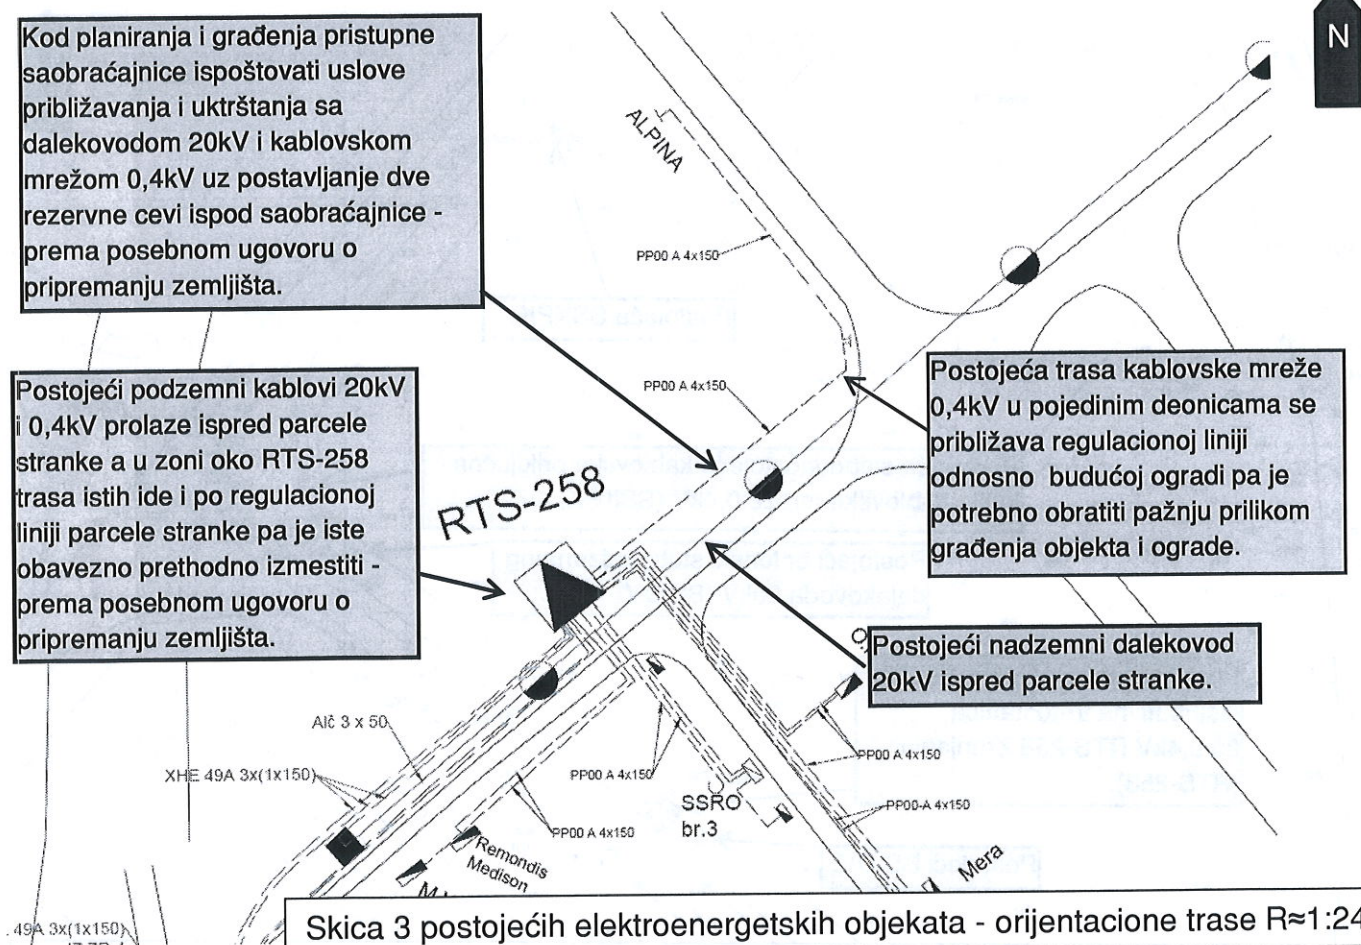 Kod planiranja i građenja pristupne
saobraćajnice ispoštovati uslove
približavanja i uktrštanja sa
dalekovodom 20kV i kablovskom
mrežom 0,4kV uz postavljanje dve
rezervne cevi ispod saobraćajnice -
prema posebnom ugovoru o
pripremanju zemljišta.
N
ALPINA
PP00 A 4x150
PP00 A 4x150
Postojeći podzemni kablovi 20kV
i 0,4kV prolaze ispred parcele
stranke a u zoni oko RTS-258
trasa istih ide i po regulacionoj
liniji parcele stranke pa je iste
obavezno prethodno izmestiti -
prema posebnom ugovoru o
pripremanju zemljišta.
Postojeća trasa kablovske mreže
0,4kV u pojedinim deonicama se
približava regulacionoj liniji
odnosno budućoj ogradi pa je
potrebno obratiti pažnju prilikom
građenja objekta i ograde.
RTS-258
Postojeći nadzemni dalekovod
20kV ispred parcele stranke.
Alč 3 x 50
XHE 49A 3x(1x150)
PP00 A 4x150
PP00 A 4x150
PP00-A 4x150
SSRO
br.3
PP00 A 4x150
Remondis
Medison
Mera
49A 3x(1x150)
Skica 3 postojećih elektroenergetskih objekata - orijentacione trase R≈1:24